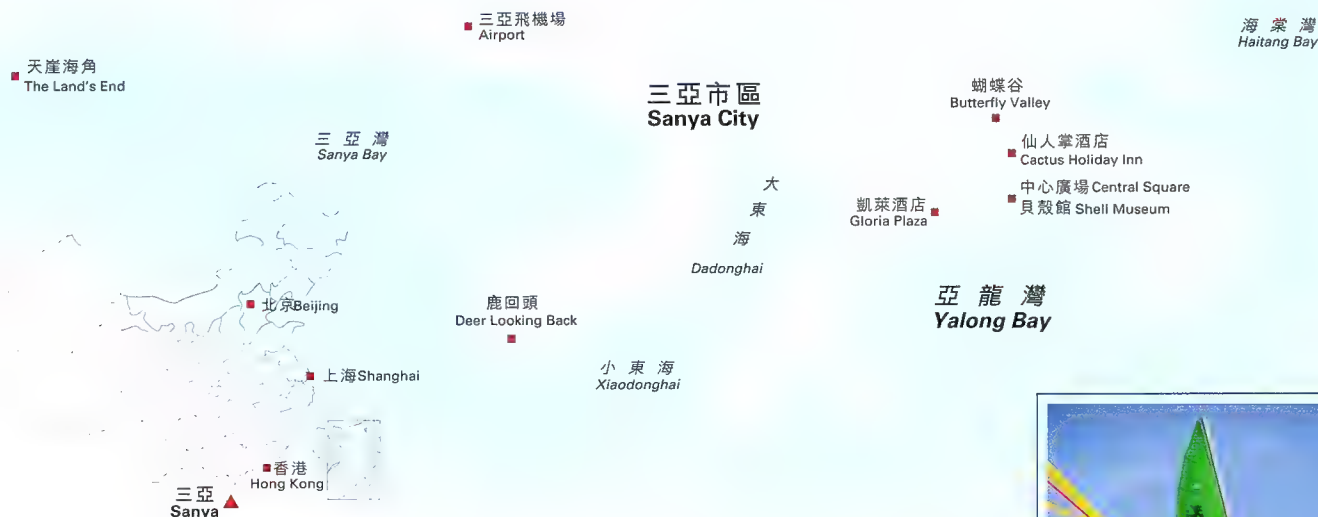 三亞飛機場
Airport
海棠灣
Haitang Bay
天崖海角
The Land's End
三亞市區
Sanya City
蝴蝶谷
Butterfly Valley
三亞灣
Sanya Bay
仙人掌酒店
Cactus Holiday Inn
大東海
Dadonghai
中心廣場 Central Square
貝殼館 Shell Museum
凱萊酒店
Gloria Plaza
亞龍灣
Yalong Bay
北京Beijing
鹿回頭
Deer Looking Back
小東海
Xiaodonghai
上海Shanghai
香港
Hong Kong
三亞
Sanya